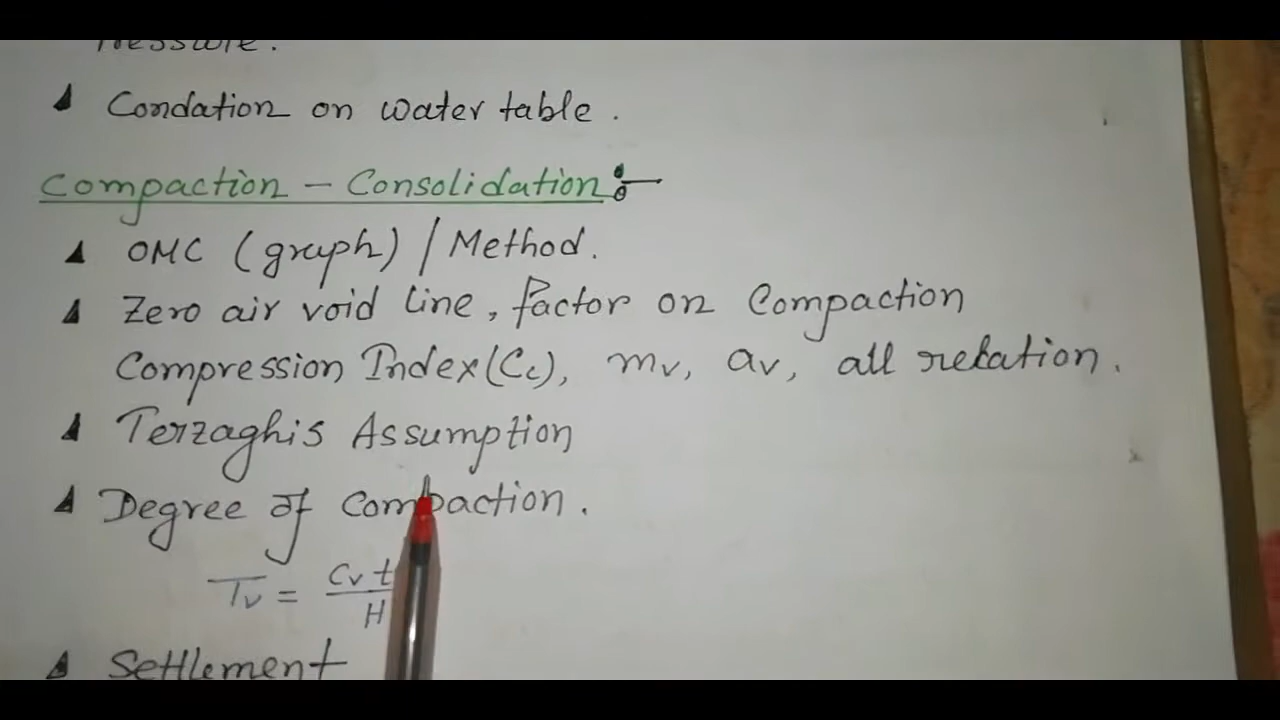 Pressure.
Condation on water table.
Compaction - Consolidation :-
OMC (graph) / Method.
Zero air void line, factor on Compaction
Compression Index (Cc), mv, av, all relation.
Terzaghis Assumption
Degree of Compaction.
Tv = Cv t / H
Settlement